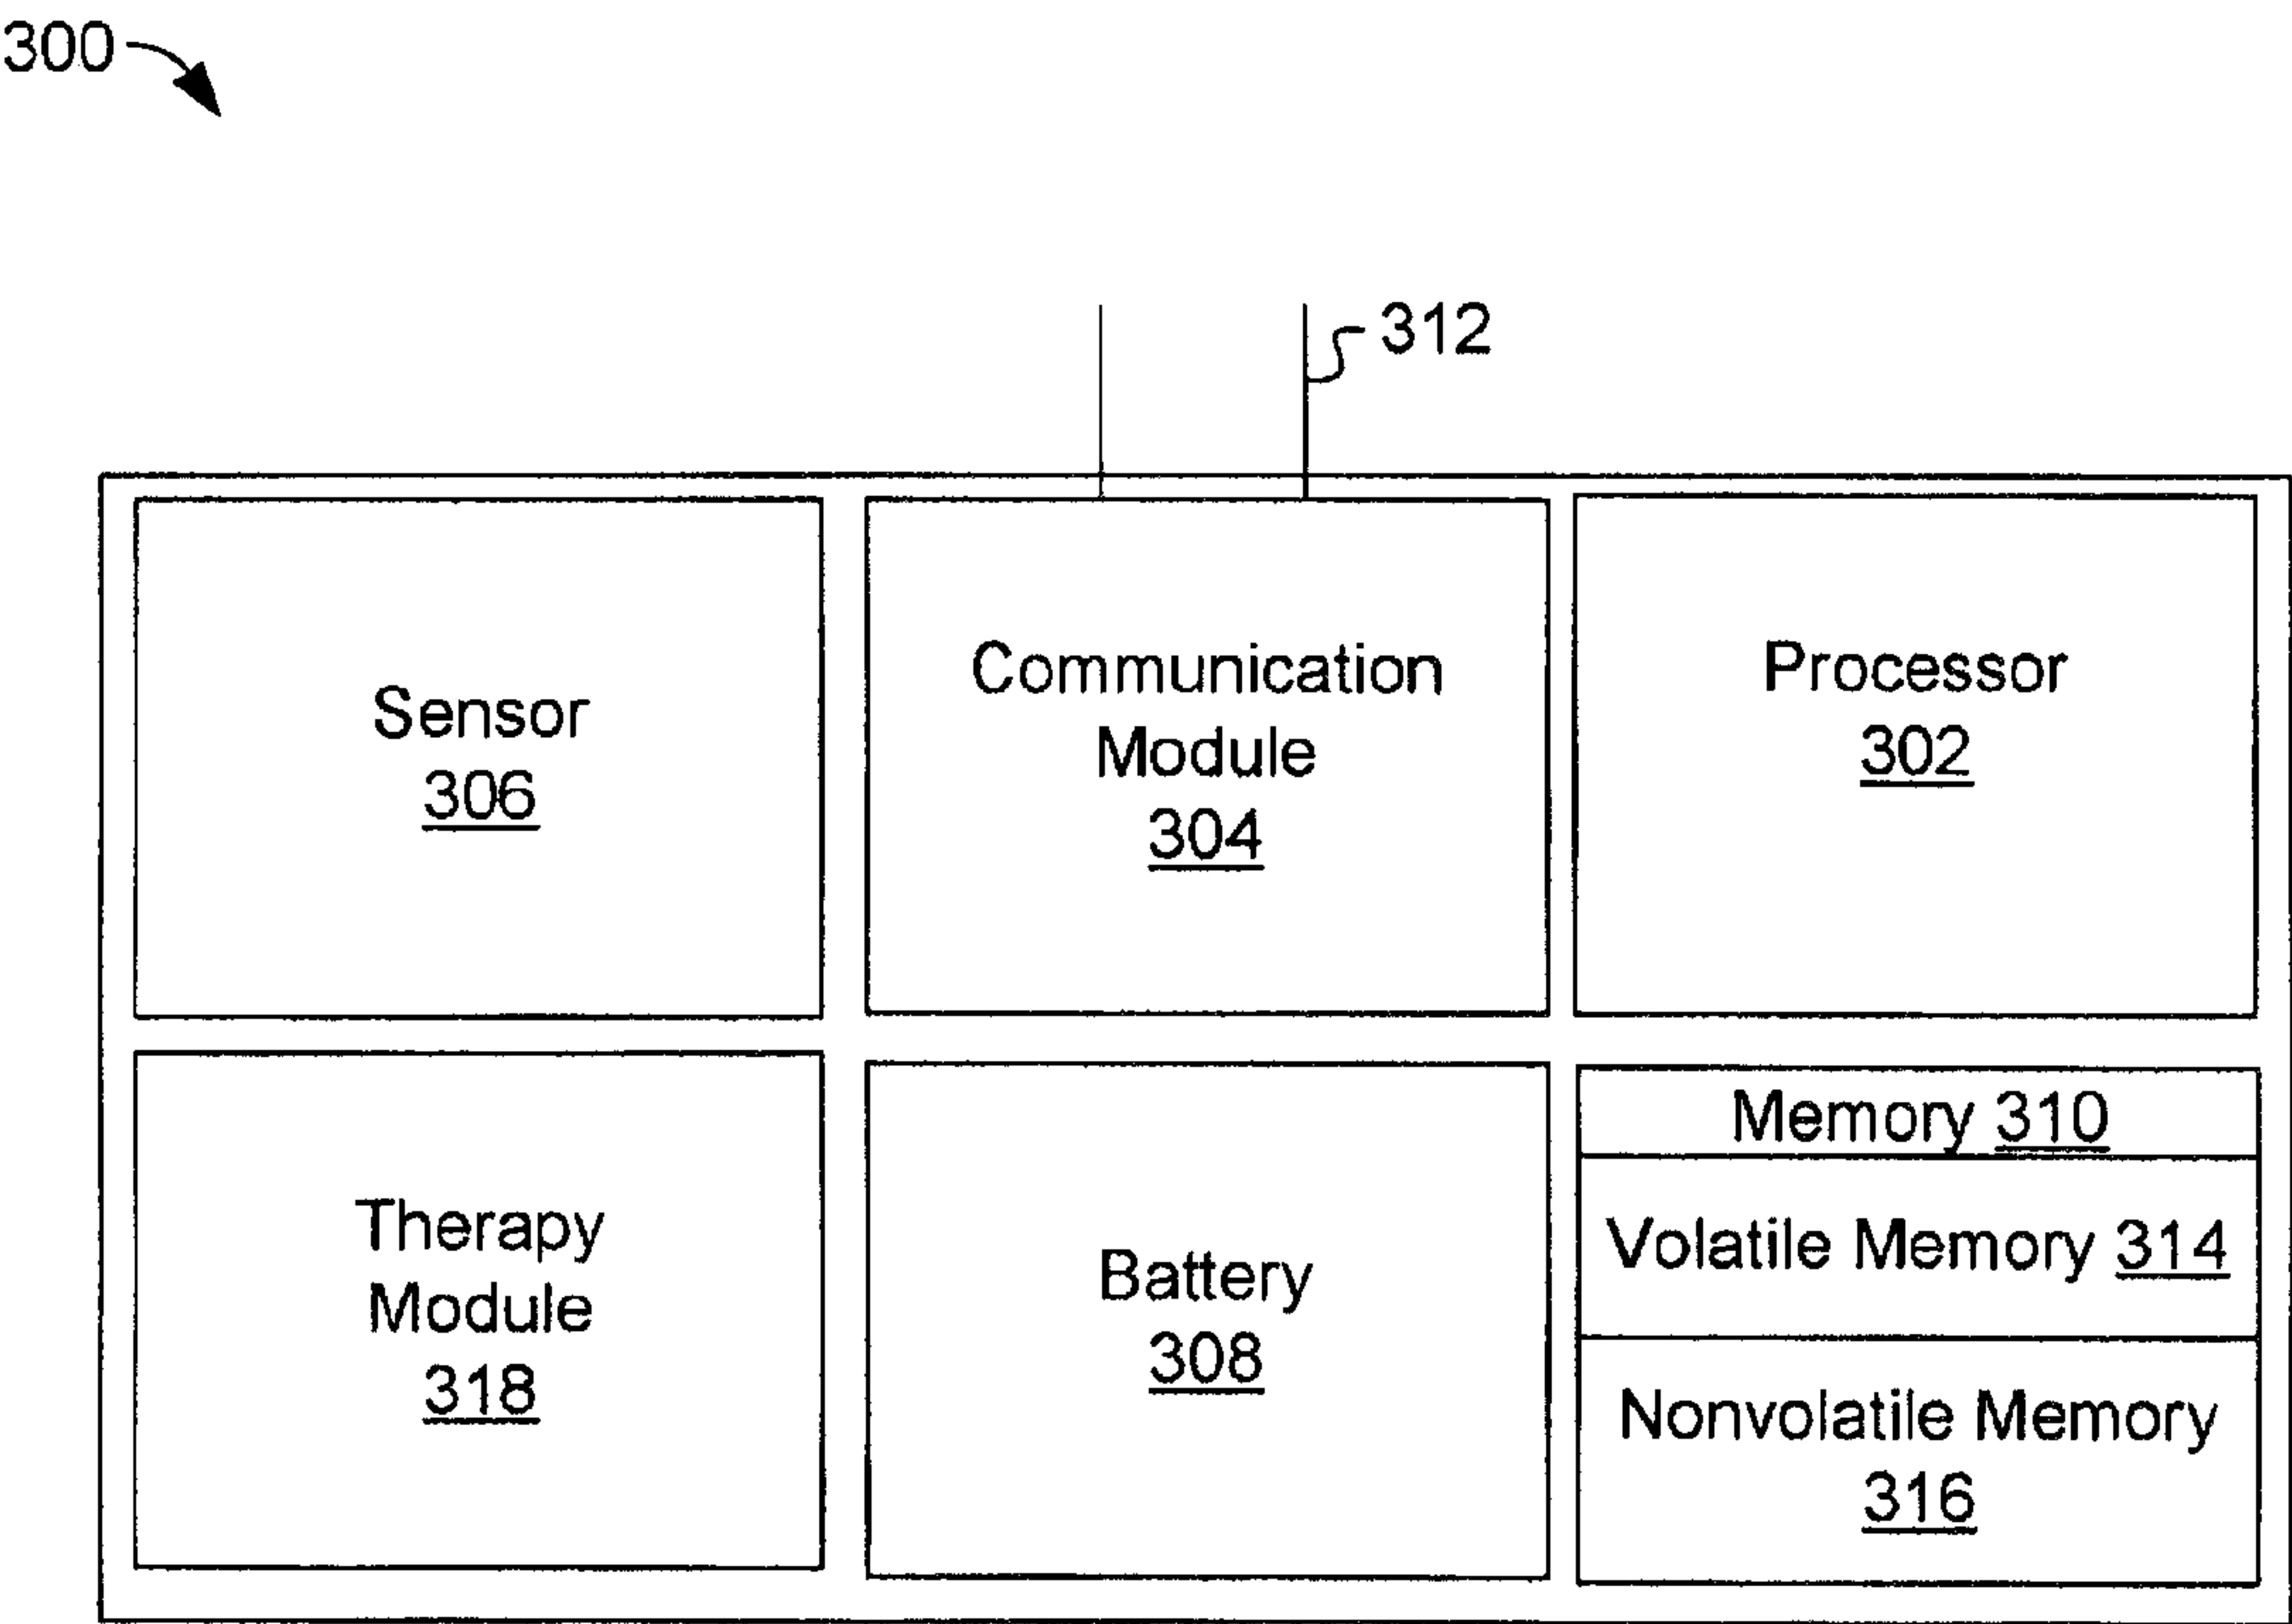 300
312
Sensor
306
Communication
Module
304
Processor
302
Therapy
Module
318
Battery
308
Memory 310
Volatile Memory 314
Nonvolatile Memory
316